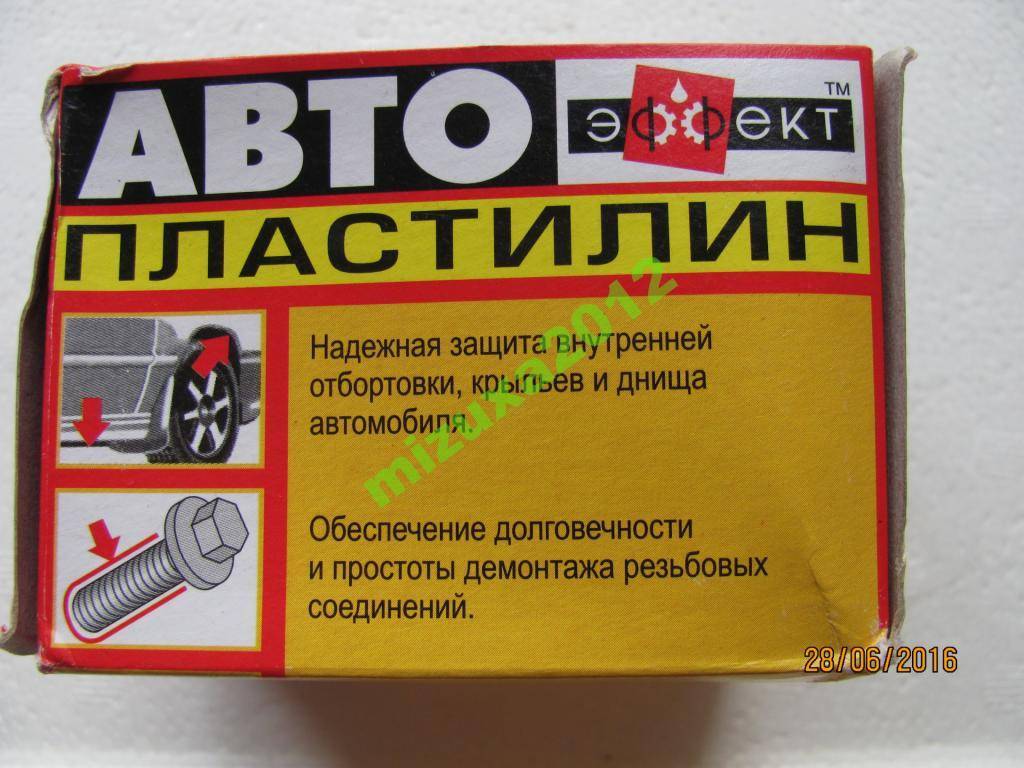 АВТО
эффект ТМ
ПЛАСТИЛИН
Надежная защита внутренней
отбортовки, крыльев и днища
автомобиля.
mizuxa2012
Обеспечение долговечности
и простоты демонтажа резьбовых
соединений.
28/06/2016